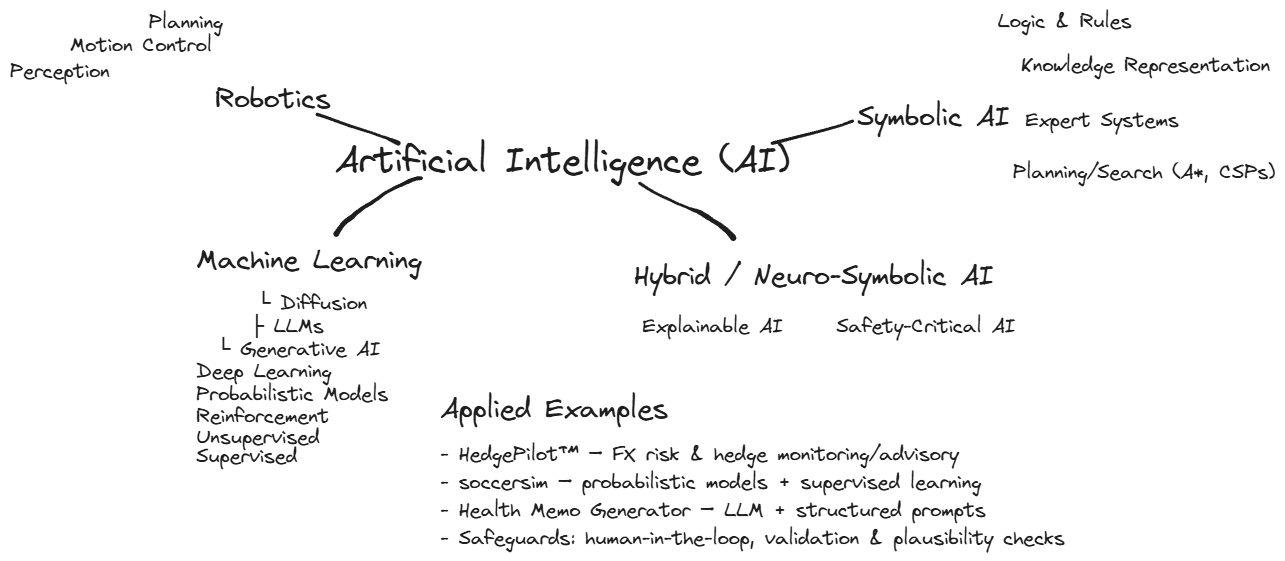 Planning
Motion Control
Perception
Robotics
Logic & Rules
Knowledge Representation
Symbolic AI
Expert Systems
Planning/Search (A*, CSPs)
Artificial Intelligence (AI)
Machine Learning
└ Diffusion
├ LLMs
└ Generative AI
Deep Learning
Probabilistic Models
Reinforcement
Unsupervised
Supervised
Hybrid / Neuro-Symbolic AI
Explainable AI
Safety-Critical AI
Applied Examples
- HedgePilot™ — FX risk & hedge monitoring/advisory
- soccersim — probabilistic models + supervised learning
- Health Memo Generator — LLM + structured prompts
- Safeguards: human-in-the-loop, validation & plausibility checks